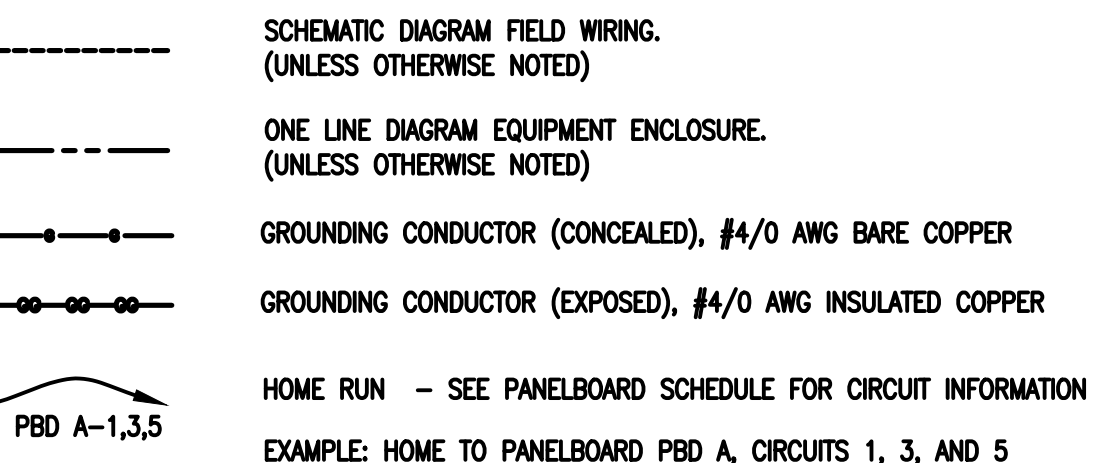 SCHEMATIC DIAGRAM FIELD WIRING.
(UNLESS OTHERWISE NOTED)
ONE LINE DIAGRAM EQUIPMENT ENCLOSURE.
(UNLESS OTHERWISE NOTED)
GROUNDING CONDUCTOR (CONCEALED), #4/0 AWG BARE COPPER
GROUNDING CONDUCTOR (EXPOSED), #4/0 AWG INSULATED COPPER
HOME RUN - SEE PANELBOARD SCHEDULE FOR CIRCUIT INFORMATION
PBD A-1,3,5
EXAMPLE: HOME TO PANELBOARD PBD A, CIRCUITS 1, 3, AND 5